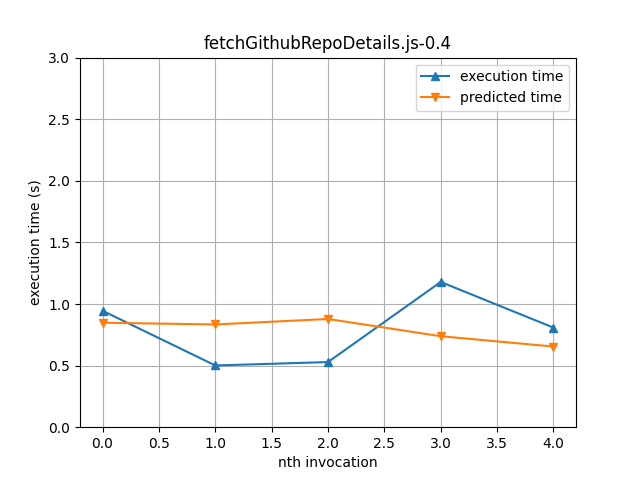 fetchGithubRepoDetails.js-0.4
execution time
predicted time
execution time (s)
3.0
2.5
2.0
1.5
1.0
0.5
0.0
0.0 0.5 1.0 1.5 2.0 2.5 3.0 3.5 4.0
nth invocation